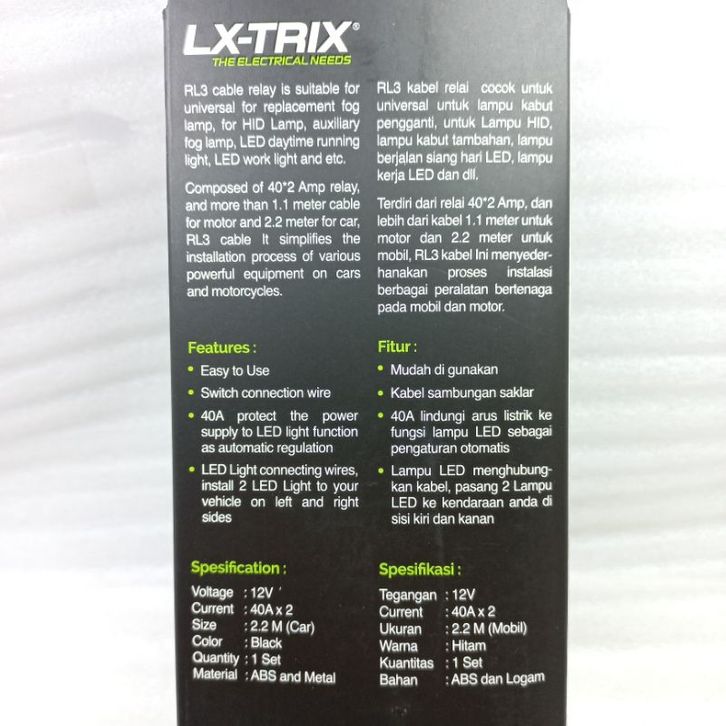 LX-TRIX®
THE ELECTRICAL NEEDS
RL3 cable relay is suitable for
universal for replacement fog
lamp, for HID Lamp, auxiliary
fog lamp, LED daytime running
light, LED work light and etc.
Composed of 40*2 Amp relay,
and more than 1.1 meter cable
for motor and 2.2 meter for car,
RL3 cable It simplifies the
installation process of various
powerful equipment on cars
and motorcycles.
Features :
• Easy to Use
• Switch connection wire
• 40A protect the power
supply to LED light function
as automatic regulation
• LED Light connecting wires,
install 2 LED Light to your
vehicle on left and right
sides
Spesification :
Voltage : 12V
Current : 40A x 2
Size : 2.2 M (Car)
Color : Black
Quantity : 1 Set
Material : ABS and Metal
RL3 kabel relai cocok untuk
universal untuk lampu kabut
pengganti, untuk Lampu HID,
lampu kabut tambahan, lampu
berjalan siang hari LED, lampu
kerja LED dan dll.
Terdiri dari relai 40*2 Amp, dan
lebih dari kabel 1.1 meter untuk
motor dan 2.2 meter untuk
mobil, RL3 kabel Ini menyeder-
hanakan proses instalasi
berbagai peralatan bertenaga
pada mobil dan motor.
Fitur :
• Mudah di gunakan
• Kabel sambungan saklar
• 40A lindungi arus listrik ke
fungsi lampu LED sebagai
pengaturan otomatis
• Lampu LED menghubung-
kan kabel, pasang 2 Lampu
LED ke kendaraan anda di
sisi kiri dan kanan
Spesifikasi :
Tegangan : 12V
Current : 40A x 2
Ukuran : 2.2 M (Mobil)
Warna : Hitam
Kuantitas : 1 Set
Bahan : ABS dan Logam